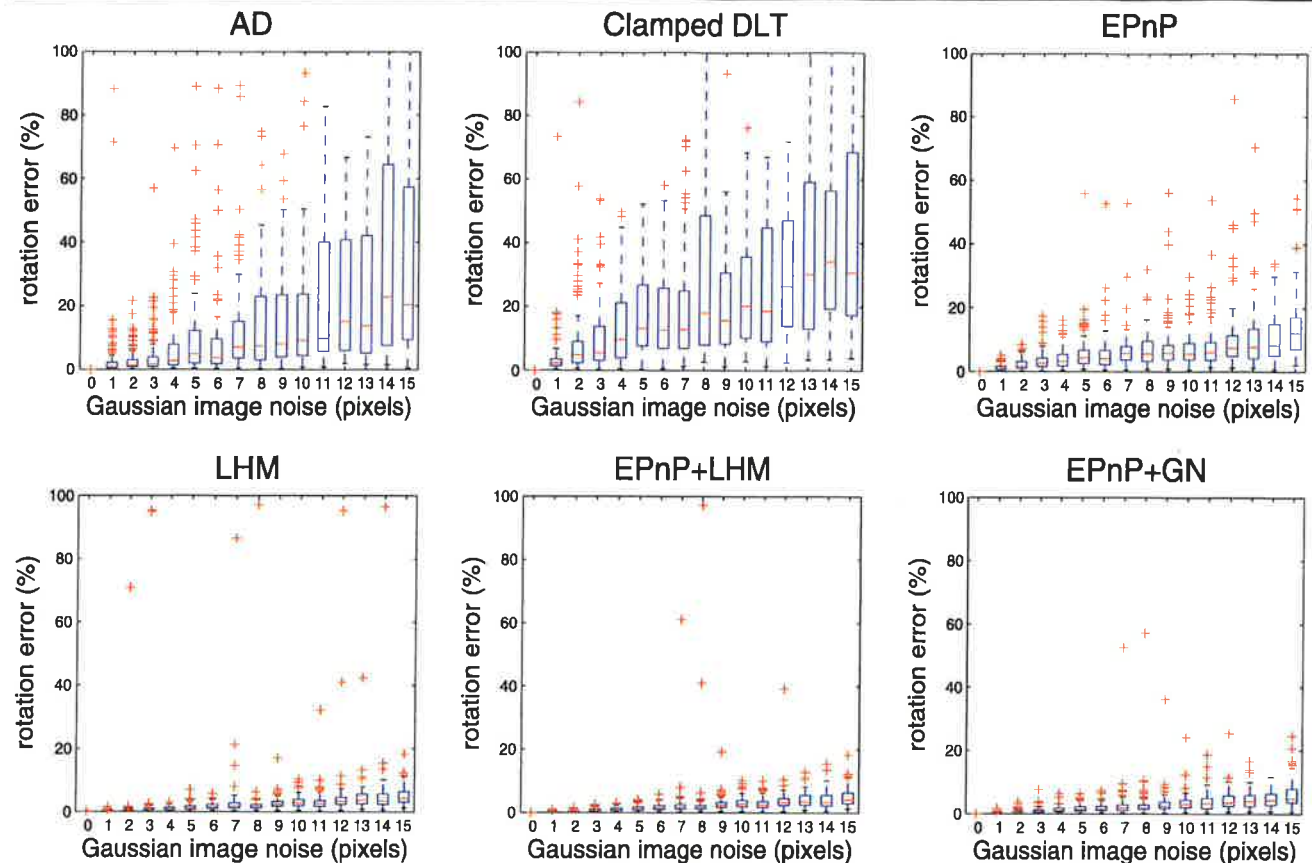 AD
100
80
60
40
20
0
rotation error (%)
0 1 2 3 4 5 6 7 8 9 10 11 12 13 14 15
Gaussian image noise (pixels)
Clamped DLT
100
80
60
40
20
0
rotation error (%)
0 1 2 3 4 5 6 7 8 9 10 11 12 13 14 15
Gaussian image noise (pixels)
EPnP
100
80
60
40
20
0
rotation error (%)
0 1 2 3 4 5 6 7 8 9 10 11 12 13 14 15
Gaussian image noise (pixels)
LHM
100
80
60
40
20
0
rotation error (%)
0 1 2 3 4 5 6 7 8 9 10 11 12 13 14 15
Gaussian image noise (pixels)
EPnP+LHM
100
80
60
40
20
0
rotation error (%)
0 1 2 3 4 5 6 7 8 9 10 11 12 13 14 15
Gaussian image noise (pixels)
EPnP+GN
100
80
60
40
20
0
rotation error (%)
0 1 2 3 4 5 6 7 8 9 10 11 12 13 14 15
Gaussian image noise (pixels)